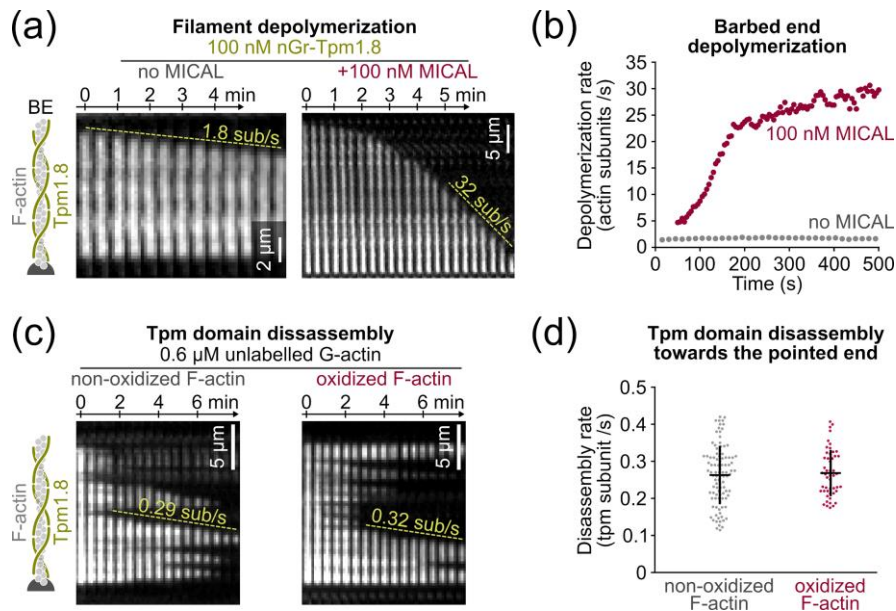 (a)
Filament depolymerization
100 nM nGr-Tpm1.8
no MICAL
+100 nM MICAL
0 1 2 3 4 min
0 1 2 3 4 5 min
BE
F-actin
Tpm1.8
1.8 sub/s
2 µm
32 sub/s
5 µm
(b)
Barbed end
depolymerization
Depolymerization rate
(actin subunits /s)
35
30
25
20
15
10
5
0
100 nM MICAL
no MICAL
0 100 200 300 400 500
Time (s)
(c)
Tpm domain dissassembly
0.6 µM unlabelled G-actin
non-oxidized F-actin
oxidized F-actin
0 2 4 6 min
0 2 4 6 min
F-actin
Tpm1.8
0.29 sub/s
5 µm
0.32 sub/s
5 µm
(d)
Tpm domain disassembly
towards the pointed end
Disassembly rate
(tpm subunit /s)
0.5
0.4
0.3
0.2
0.1
0
non-oxidized
F-actin
oxidized
F-actin